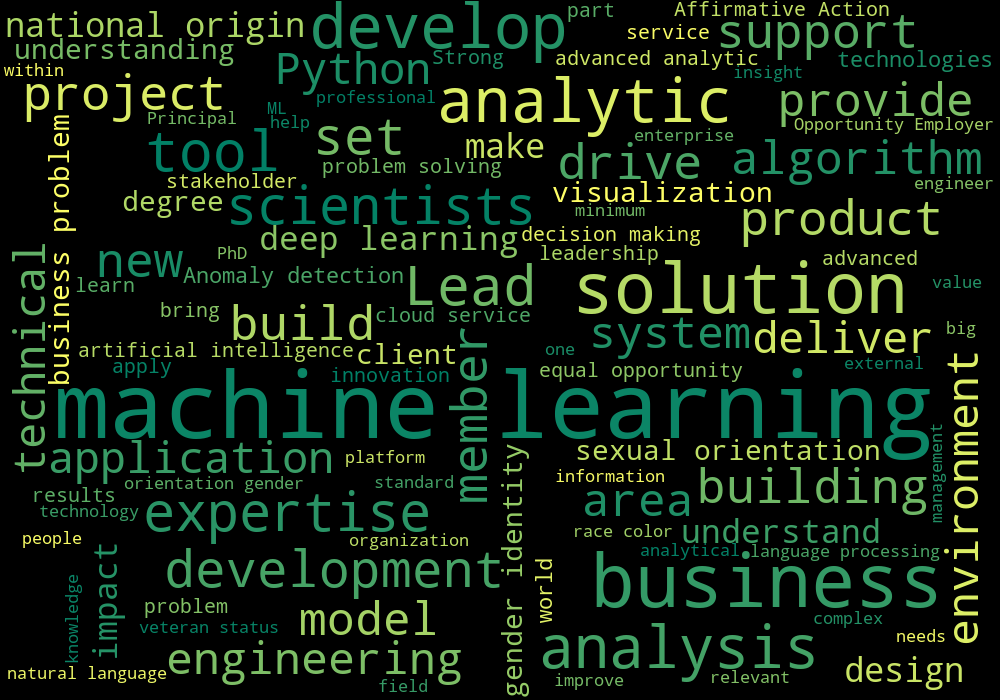 national origin
develop
part
Affirmative Action
understanding
Python
Strong
service
support
within
advanced analytic
technologies
project
professional
analytic
insight
provide
Principal
ML
help
set
make
enterprise
Opportunity Employer
business problem
tool
problem solving
drive
algorithm
stakeholder
visualization
engineer
degree
scientists
minimum
product
deep learning
decision making
new
PhD
leadership
advanced
technical
learn
Anomaly detection
Lead
solution
value
bring
build
cloud service
system
deliver
big
artificial intelligence
client
member
one
apply
innovation
equal opportunity
external
environment
machine learning
application
platform
sexual orientation
management
results
orientation gender
standard
gender identity
information
area
building
technology
expertise
race color
understand
people
organization
analytical
language processing
impact
development
world
business
knowledge
problem
model
complex
veteran status
analysis
needs
natural language
engineering
field
improve
relevant
design